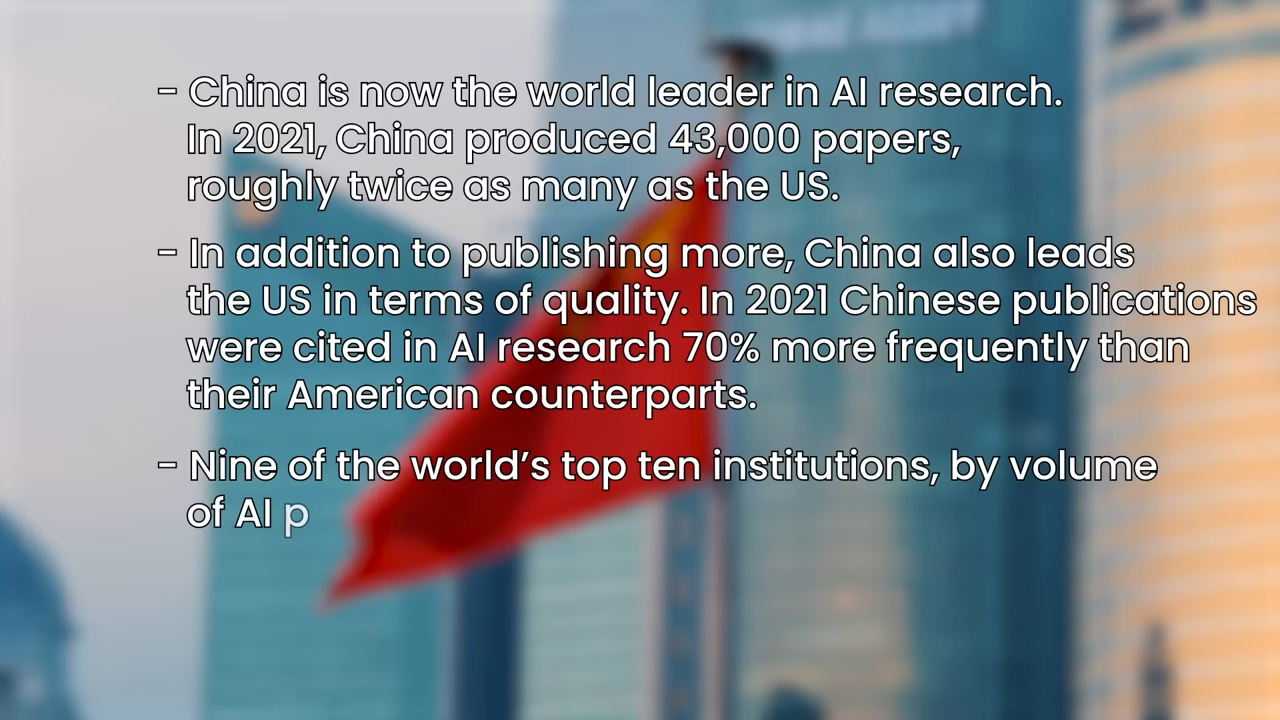 - China is now the world leader in AI research.
In 2021, China produced 43,000 papers,
roughly twice as many as the US.
- In addition to publishing more, China also leads
the US in terms of quality. In 2021 Chinese publications
were cited in AI research 70% more frequently than
their American counterparts.
- Nine of the world’s top ten institutions, by volume
of AI p